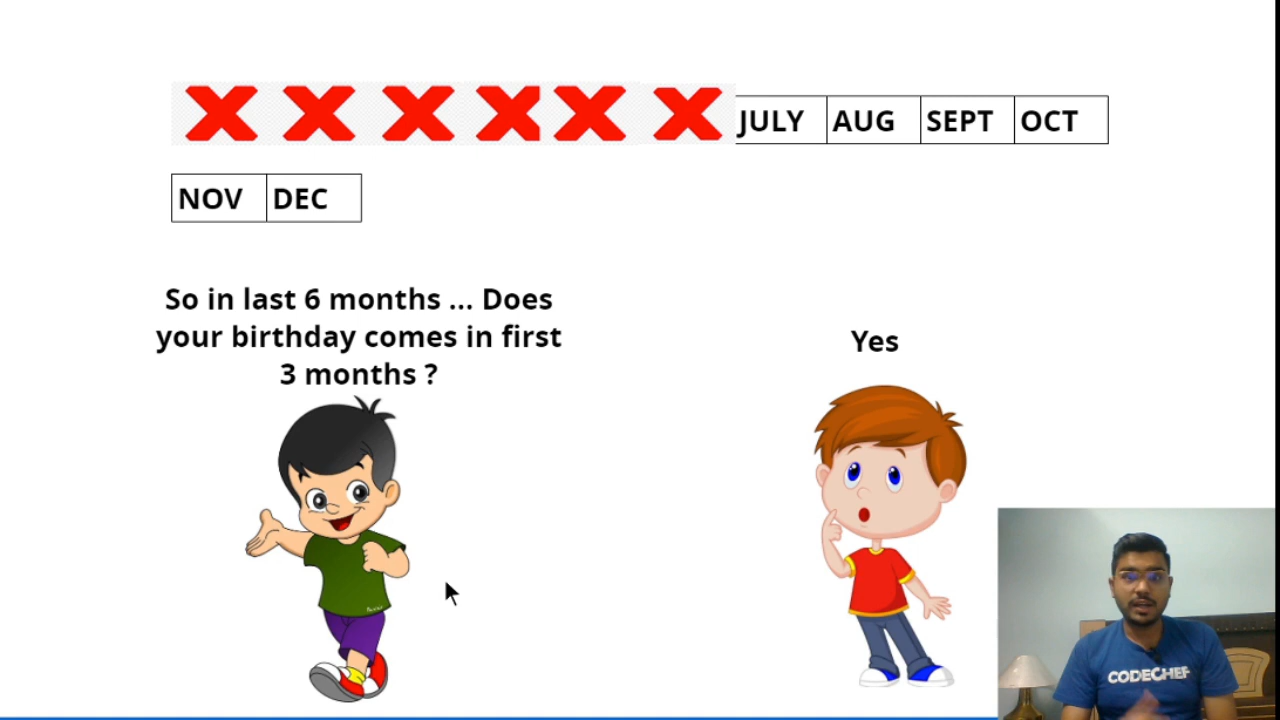 JULY AUG SEPT OCT
NOV DEC
So in last 6 months ... Does
your birthday comes in first
3 months ?
Yes
CODECHEF